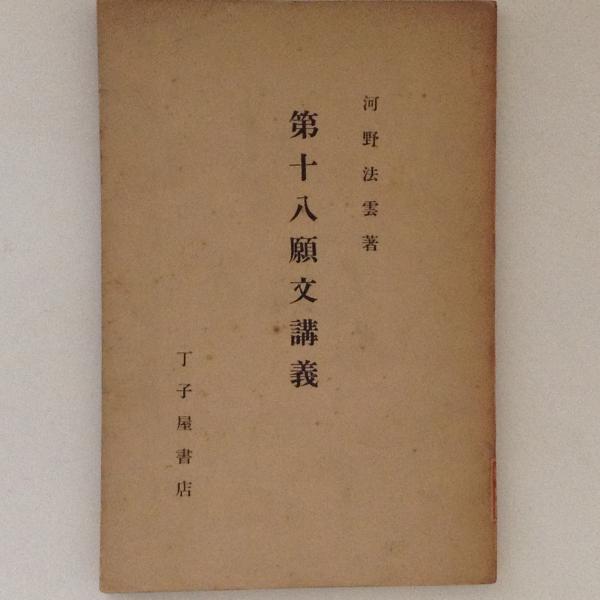 河野法雲著
第十八願文講義
丁子屋書店